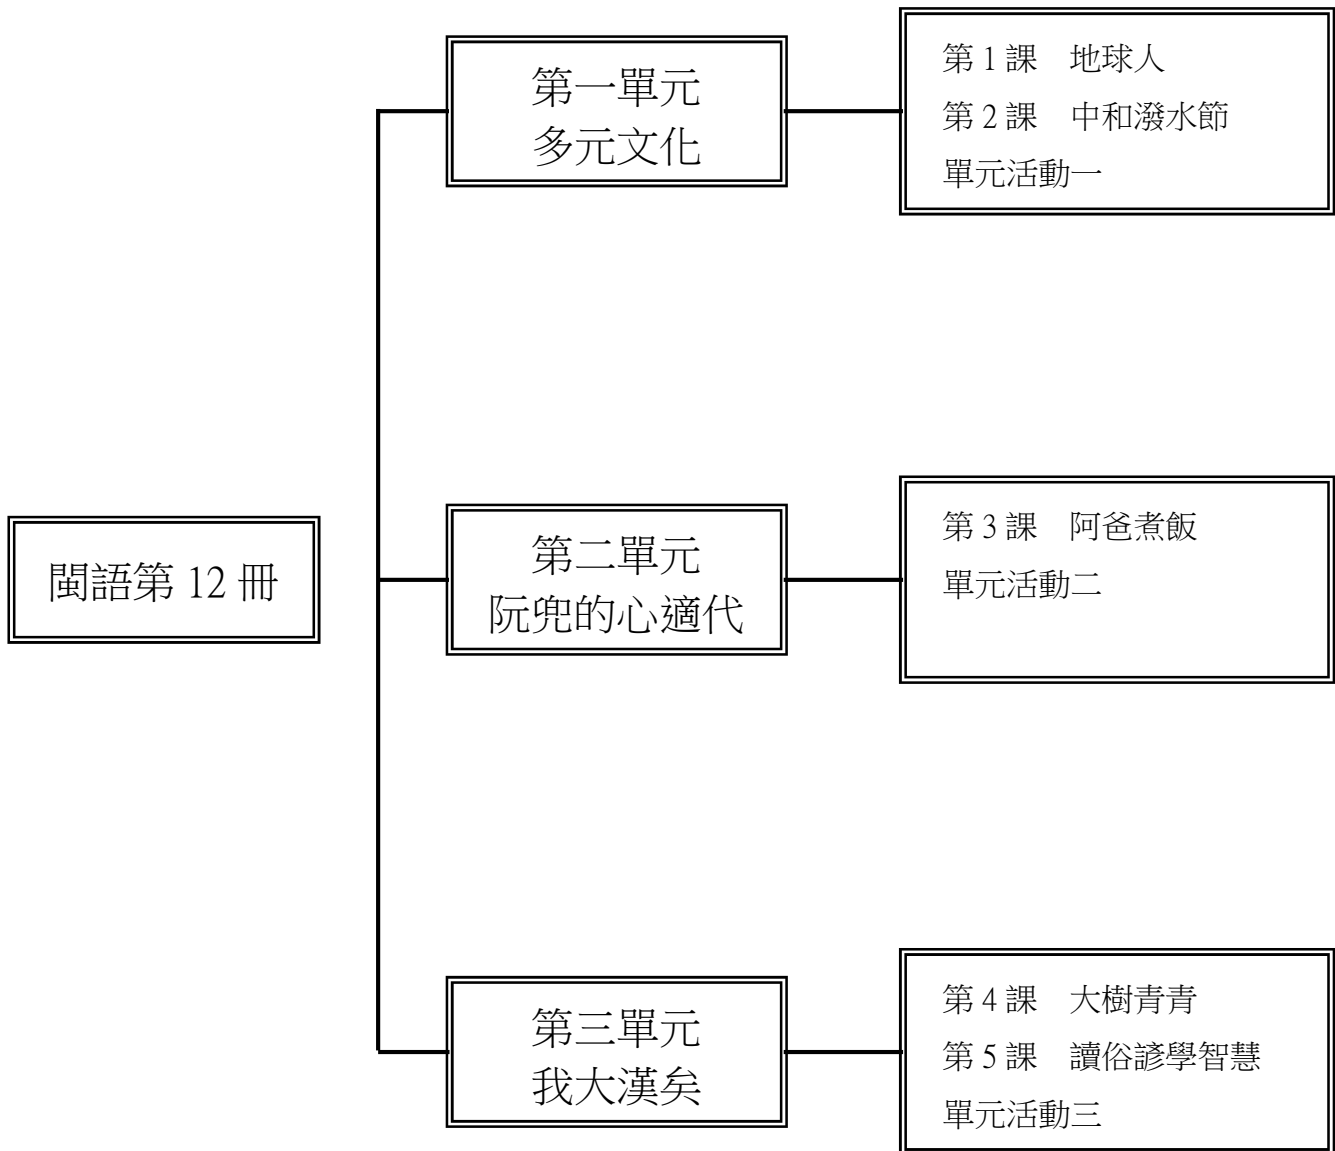 閩語第 12 冊
第一單元
多元文化
第 1 課　地球人
第 2 課　中和潑水節
單元活動一
第二單元
阮兜的心適代
第 3 課　阿爸煮飯
單元活動二
第三單元
我大漢矣
第 4 課　大樹青青
第 5 課　讀俗諺學智慧
單元活動三